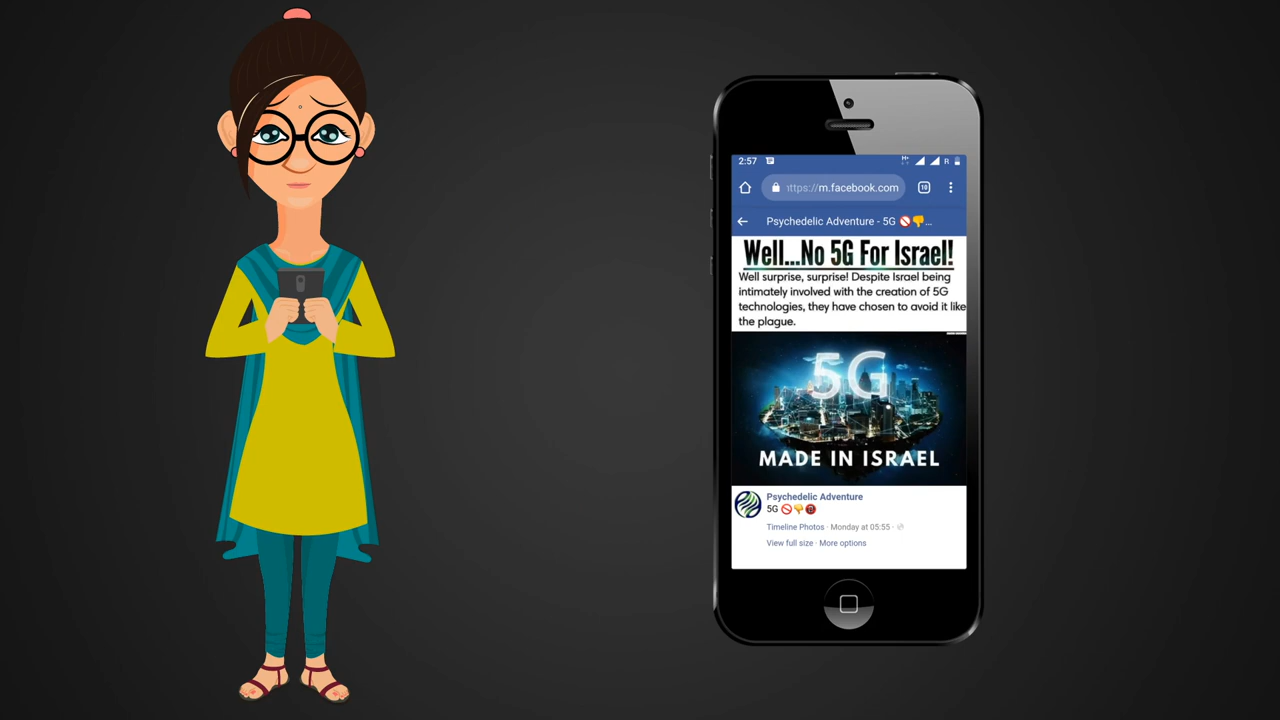 2:57 H+ R
ttps://m.facebook.com 19
Psychedelic Adventure - 5G 🚫👎...
Well...No 5G For Israel!
Well surprise, surprise! Despite Israel being
intimately involved with the creation of 5G
technologies, they have chosen to avoid it like
the plague.
5G
MADE IN ISRAEL
Psychedelic Adventure
5G 🚫👎📵
Timeline Photos · Monday at 05:55 ·
View full size · More options